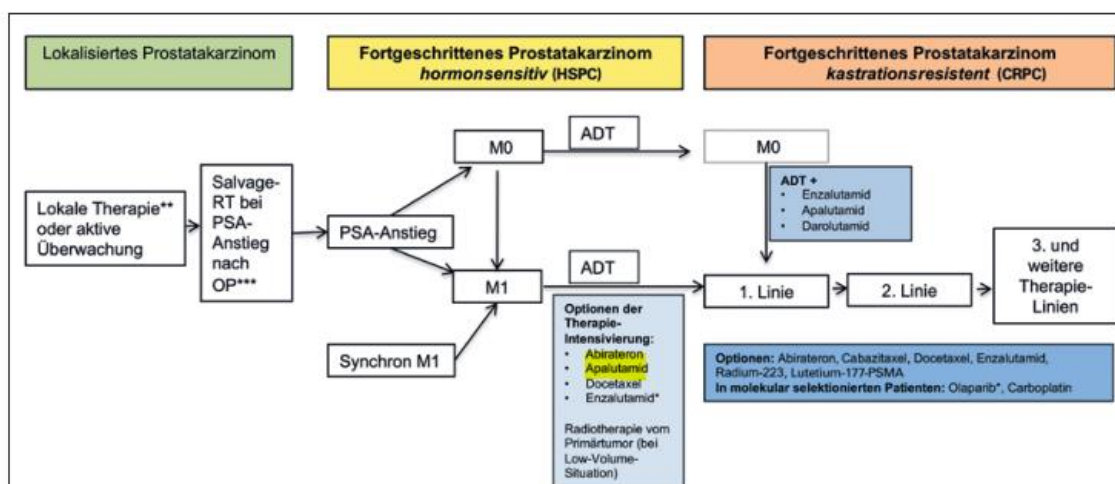 Lokalisiertes Prostatakarzinom
Fortgeschrittenes Prostatakarzinom
hormonsensitiv (HSPC)
Fortgeschrittenes Prostatakarzinom
kastrationsresistent (CRPC)
Lokale Therapie**
oder aktive
Überwachung
Salvage-
RT bei
PSA-
Anstieg
nach
OP***
PSA-Anstieg
Synchron M1
M0
ADT
M0
ADT +
• Enzalutamid
• Apalutamid
• Darolutamid
M1
ADT
1. Linie
2. Linie
3. und
weitere
Therapie-
Linien
Optionen der
Therapie-
Intensivierung:
• Abirateron
• Apalutamid
• Docetaxel
• Enzalutamid*
Radiotherapie vom
Primärtumor (bei
Low-Volume-
Situation)
Optionen: Abirateron, Cabazitaxel, Docetaxel, Enzalutamid,
Radium-223, Lutetium-177-PSMA
In molekular selektionierten Patienten: Olaparib*, Carboplatin